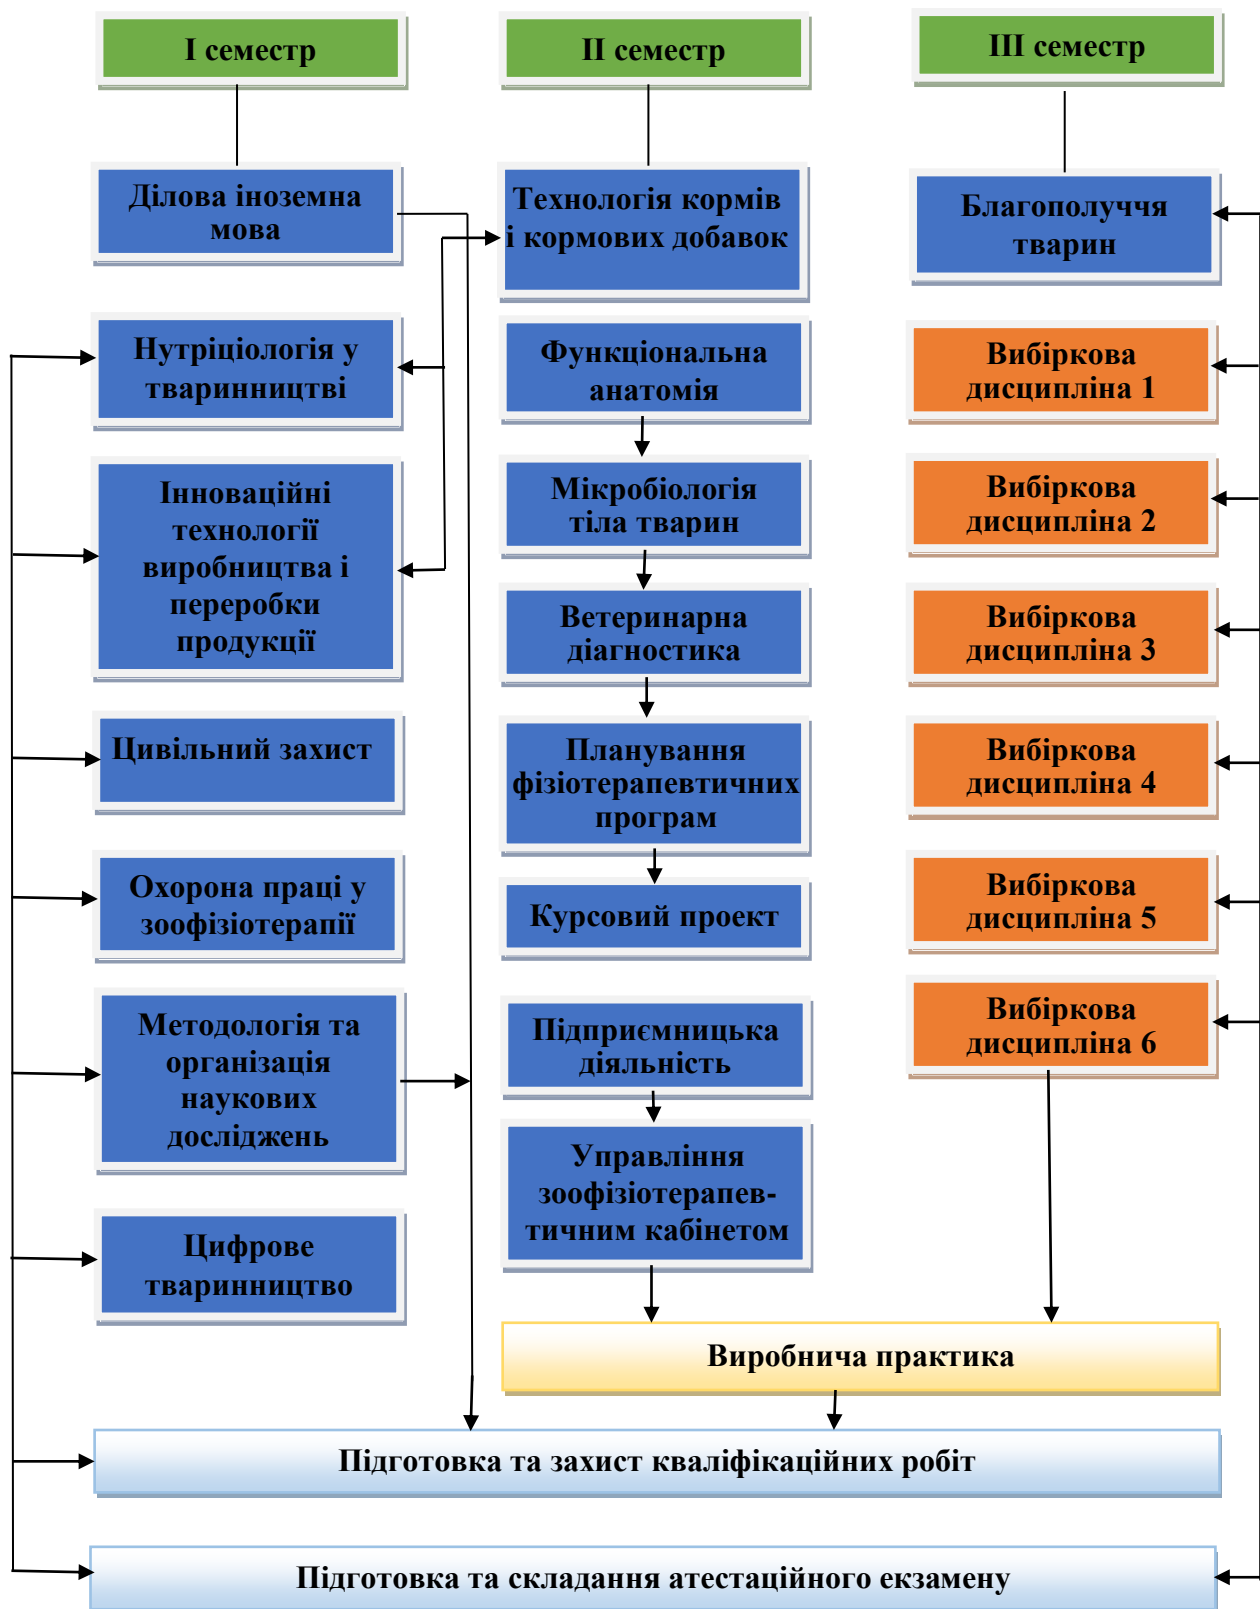 I семестр
Ділова іноземна
мова
Нутріціологія у
тваринництві
Інноваційні
технології
виробництва і
переробки
продукції
Цивільний захист
Охорона праці у
зоофізіотерапії
Методологія та
організація
наукових
досліджень
Цифрове
тваринництво
II семестр
Технологія кормів
і кормових добавок
Функціональна
анатомія
Мікробіологія
тіла тварин
Ветеринарна
діагностика
Планування
фізіотерапевтичних
програм
Курсовий проект
Підприємницька
діяльність
Управління
зоофізіотерапев-
тичним кабінетом
III семестр
Благополуччя
тварин
Вибіркова
дисципліна 1
Вибіркова
дисципліна 2
Вибіркова
дисципліна 3
Вибіркова
дисципліна 4
Вибіркова
дисципліна 5
Вибіркова
дисципліна 6
Виробнича практика
Підготовка та захист кваліфікаційних робіт
Підготовка та складання атестаційного екзамену